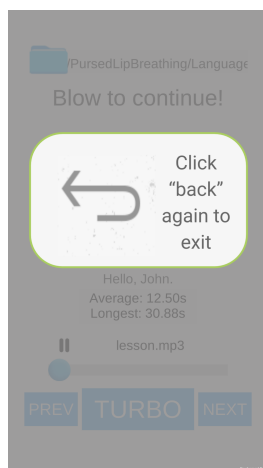 /PursedLipBreathing/Language
Blow to continue!
Click
“back”
again to
exit
Hello, John.
Average: 12.50s
Longest: 30.88s
lesson.mp3
PREV TURBO NEXT